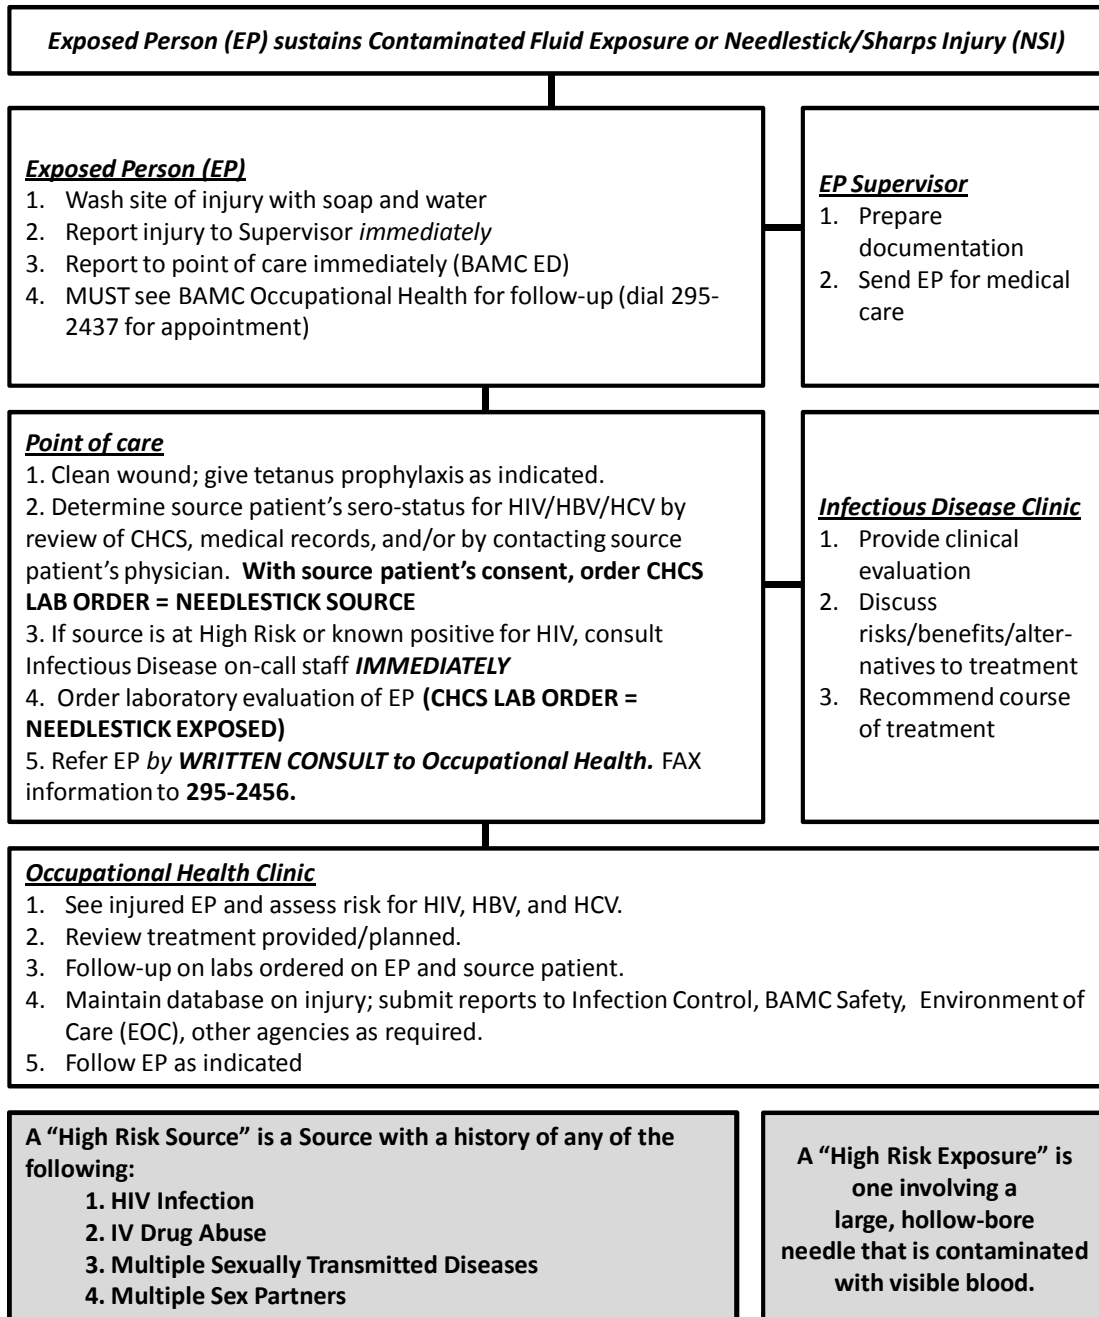 Exposed Person (EP) sustains Contaminated Fluid Exposure or Needlestick/Sharps Injury (NSI)
Exposed Person (EP)
1. Wash site of injury with soap and water
2. Report injury to Supervisor immediately
3. Report to point of care immediately (BAMC ED)
4. MUST see BAMC Occupational Health for follow-up (dial 295-
2437 for appointment)
EP Supervisor
1. Prepare
documentation
2. Send EP for medical
care
Point of care
1. Clean wound; give tetanus prophylaxis as indicated.
2. Determine source patient’s sero-status for HIV/HBV/HCV by
review of CHCS, medical records, and/or by contacting source
patient’s physician. With source patient’s consent, order CHCS
LAB ORDER = NEEDLESTICK SOURCE
3. If source is at High Risk or known positive for HIV, consult
Infectious Disease on-call staff IMMEDIATELY
4. Order laboratory evaluation of EP (CHCS LAB ORDER =
NEEDLESTICK EXPOSED)
5. Refer EP by WRITTEN CONSULT to Occupational Health. FAX
information to 295-2456.
Infectious Disease Clinic
1. Provide clinical
evaluation
2. Discuss
risks/benefits/alter-
natives to treatment
3. Recommend course
of treatment
Occupational Health Clinic
1. See injured EP and assess risk for HIV, HBV, and HCV.
2. Review treatment provided/planned.
3. Follow-up on labs ordered on EP and source patient.
4. Maintain database on injury; submit reports to Infection Control, BAMC Safety, Environment of
Care (EOC), other agencies as required.
5. Follow EP as indicated
A “High Risk Source” is a Source with a history of any of the
following:
1. HIV Infection
2. IV Drug Abuse
3. Multiple Sexually Transmitted Diseases
4. Multiple Sex Partners
A “High Risk Exposure” is
one involving a
large, hollow-bore
needle that is contaminated
with visible blood.